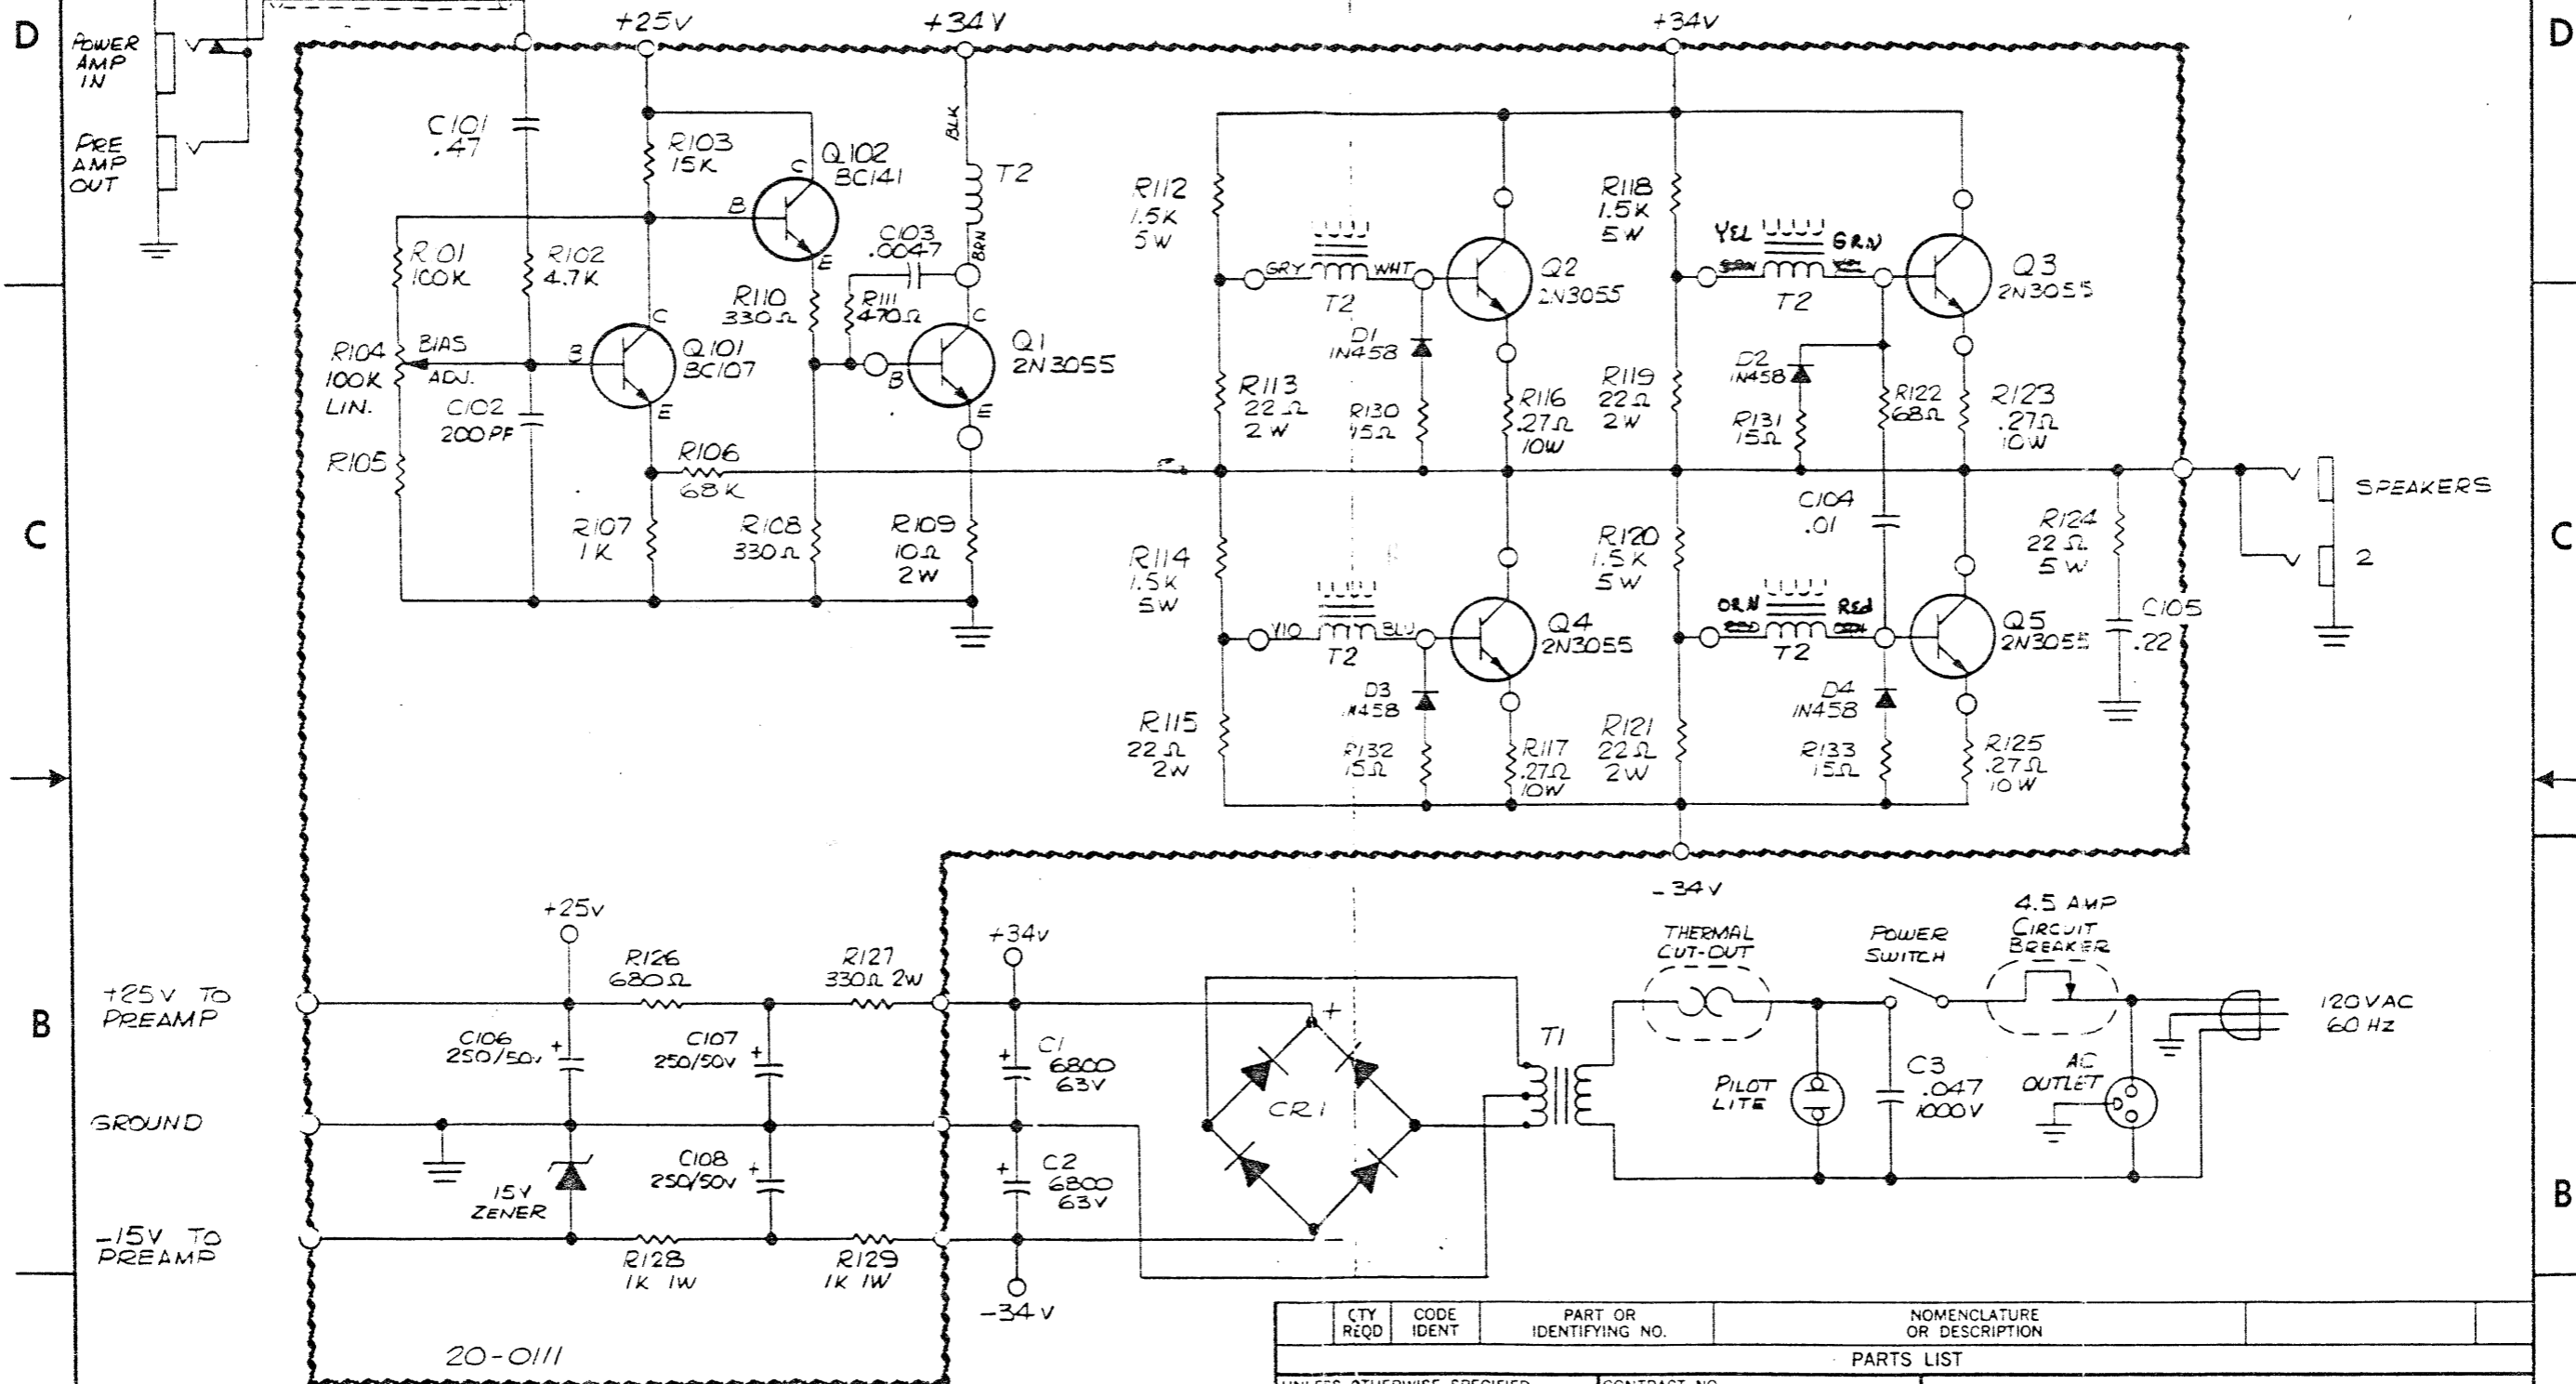 D
D
POWER
AMP
IN
PRE
AMP
OUT
+25V
+34V
+34V
C101
.47
R103
15K
C
Q102
BC141
B
E
BLK
T2
BRN
C103
.0047
R101
100K
R102
4.7K
R110
330Ω
R111
470Ω
R104
100K
LIN.
BIAS
ADJ.
B
C
Q101
BC107
E
C
B
E
Q1
2N3055
C102
200PF
R105
R106
68K
R107
1K
R108
330Ω
R109
10Ω
2W
R112
1.5K
5W
GRY
WHT
T2
Q2
2N3055
R118
1.5K
5W
YEL
GRN
T2
Q3
2N3055
D1
1N458
R113
22Ω
2W
R130
15Ω
R116
.27Ω
10W
R119
22Ω
2W
D2
1N458
R131
15Ω
R122
68Ω
R123
.27Ω
10W
C
C
SPEAKERS
2
R114
1.5K
5W
R120
1.5K
5W
C104
.01
R124
22Ω
5W
C105
.22
VIO
BLU
T2
Q4
2N3055
ORN
RED
T2
Q5
2N3055
D3
1N458
D4
1N458
R115
22Ω
2W
R132
15Ω
R117
.27Ω
10W
R121
22Ω
2W
R133
15Ω
R125
.27Ω
10W
-34V
+25V
+34V
THERMAL
CUT-OUT
POWER
SWITCH
4.5 AMP
CIRCUIT
BREAKER
B
B
+25V TO
PREAMP
R126
680Ω
R127
330Ω 2W
120VAC
60 HZ
C106
250/50V
+
C107
250/50V
+
C1
6800
63V
+
+
CR1
T1
PILOT
LITE
C3
.047
1000V
AC
OUTLET
GROUND
15V
ZENER
C108
250/50V
+
C2
6800
63V
+
-15V TO
PREAMP
R128
1K 1W
R129
1K 1W
-34V
20-0111
QTY
REQD
CODE
IDENT
PART OR
IDENTIFYING NO.
NOMENCLATURE
OR DESCRIPTION
PARTS LIST
UNLESS OTHERWISE SPECIFIED
CONTRACT NO.